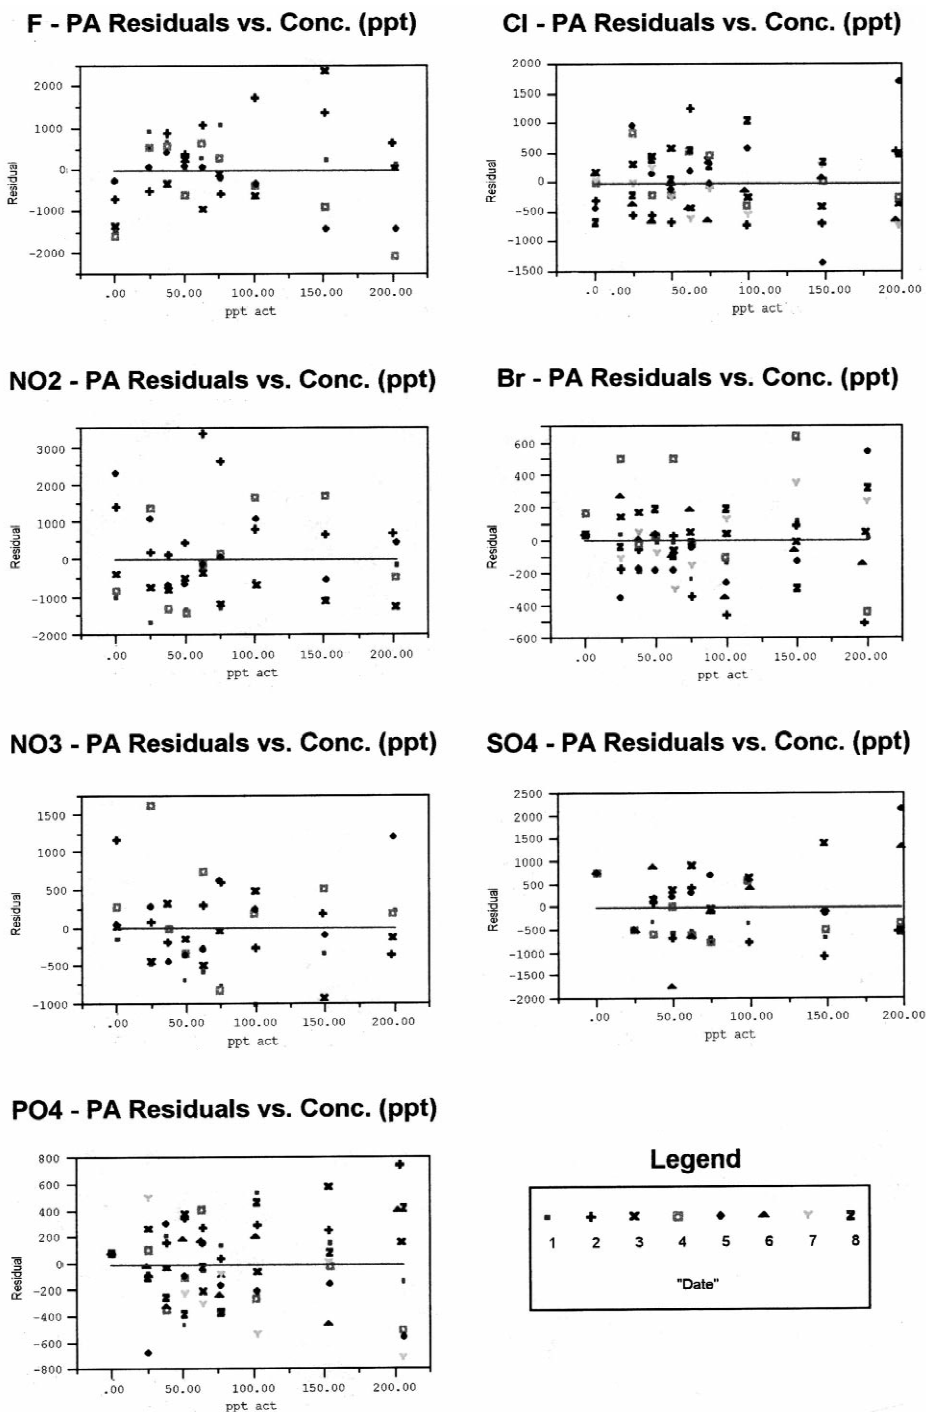 F - PA Residuals vs. Conc. (ppt)
2000
1000
0
-1000
-2000
Residual
.00 50.00 100.00 150.00 200.00
ppt act
Cl - PA Residuals vs. Conc. (ppt)
2000
1500
1000
500
0
-500
-1000
-1500
Residual
.0 .00 50.00 100.00 150.00 200.00
ppt act
NO2 - PA Residuals vs. Conc. (ppt)
3000
2000
1000
0
-1000
-2000
Residual
.00 50.00 100.00 150.00 200.00
ppt act
Br - PA Residuals vs. Conc. (ppt)
600
400
200
0
-200
-400
-600
Residual
.00 50.00 100.00 150.00 200.00
ppt act
NO3 - PA Residuals vs. Conc. (ppt)
1500
1000
500
0
-500
-1000
Residual
.00 50.00 100.00 150.00 200.00
ppt act
SO4 - PA Residuals vs. Conc. (ppt)
2500
2000
1500
1000
500
0
-500
-1000
-1500
-2000
Residual
.00 50.00 100.00 150.00 200.00
ppt act
PO4 - PA Residuals vs. Conc. (ppt)
800
600
400
200
0
-200
-400
-600
-800
Residual
.00 50.00 100.00 150.00 200.00
ppt act
Legend
1 2 3 4 5 6 7 8
"Date"